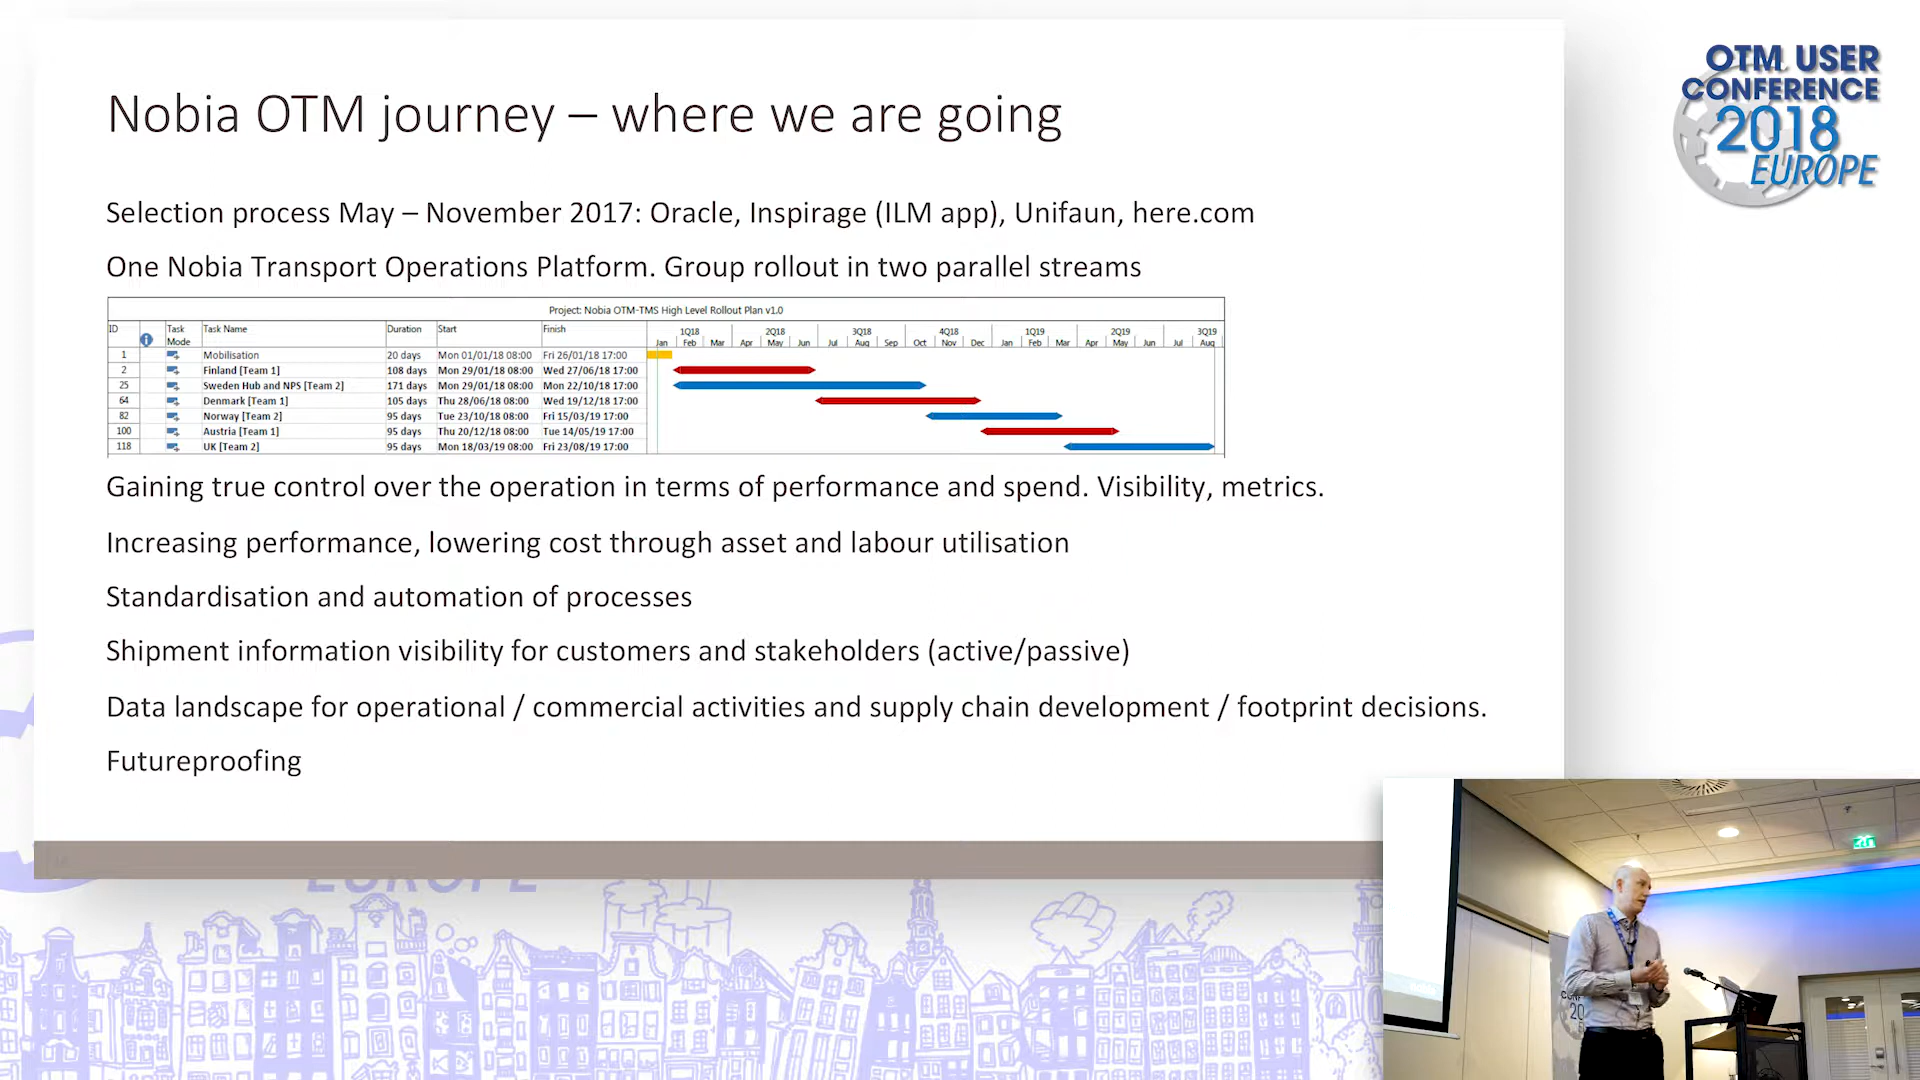 Nobia OTM journey – where we are going
OTM USER
CONFERENCE
2018
EUROPE
Selection process May – November 2017: Oracle, Inspirage (ILM app), Unifaun, here.com
One Nobia Transport Operations Platform. Group rollout in two parallel streams
Project: Nobia OTM-TMS High Level Rollout Plan v1.0
ID Task Mode Task Name Duration Start Finish 1Q18 2Q18 3Q18 4Q18 1Q19 2Q19 3Q19
Jan Feb Mar Apr May Jun Jul Aug Sep Oct Nov Dec Jan Feb Mar Apr May Jun Jul Aug
1 Mobilisation 20 days Mon 01/01/18 08:00 Fri 26/01/18 17:00
2 Finland [Team 1] 108 days Mon 29/01/18 08:00 Wed 27/06/18 17:00
25 Sweden Hub and NPS [Team 2] 171 days Mon 29/01/18 08:00 Mon 22/10/18 17:00
64 Denmark [Team 1] 105 days Thu 28/06/18 08:00 Wed 19/12/18 17:00
82 Norway [Team 2] 95 days Tue 23/10/18 08:00 Fri 15/03/19 17:00
100 Austria [Team 1] 95 days Thu 20/12/18 08:00 Tue 14/05/19 17:00
118 UK [Team 2] 95 days Mon 18/03/19 08:00 Fri 23/08/19 17:00
Gaining true control over the operation in terms of performance and spend. Visibility, metrics.
Increasing performance, lowering cost through asset and labour utilisation
Standardisation and automation of processes
Shipment information visibility for customers and stakeholders (active/passive)
Data landscape for operational / commercial activities and supply chain development / footprint decisions.
Futureproofing
EUROPE